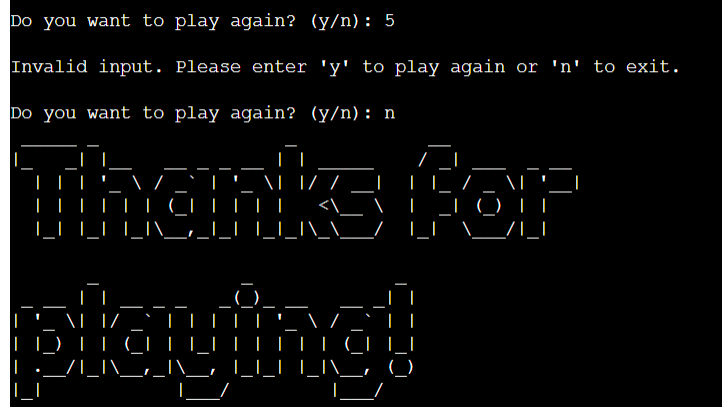 Do you want to play again? (y/n): 5
Invalid input. Please enter 'y' to play again or 'n' to exit.
Do you want to play again? (y/n): n
Thanks for
playing!